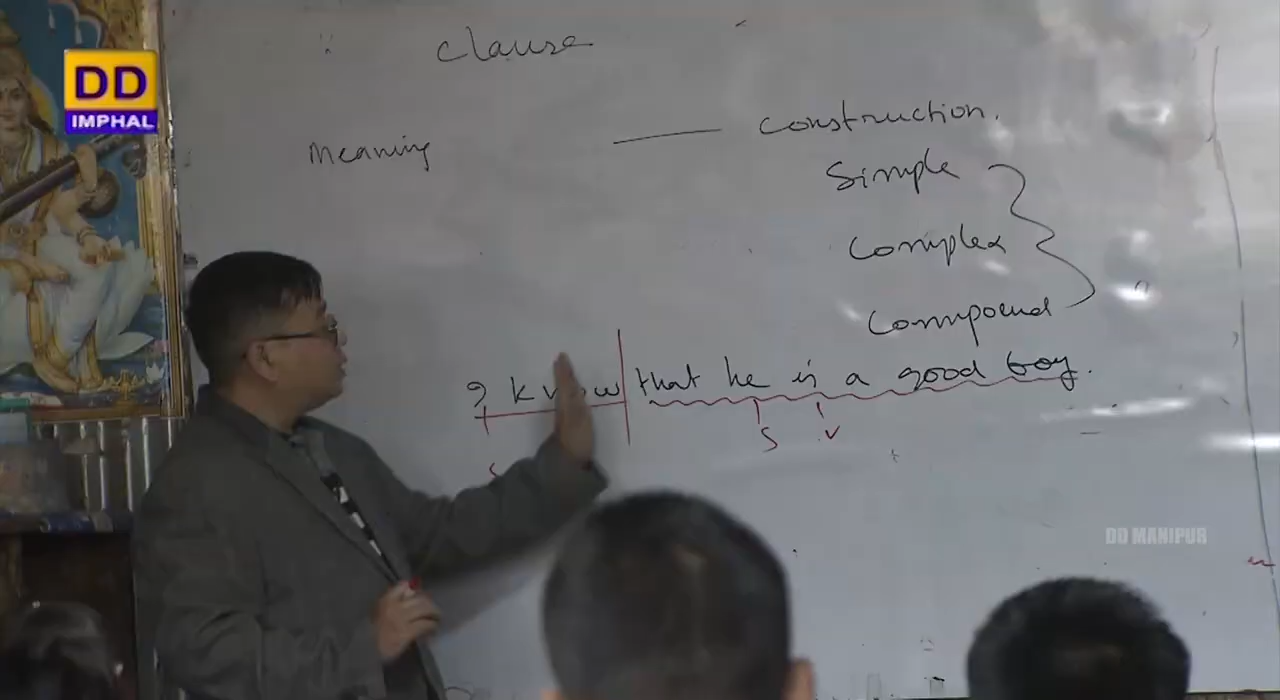 DD
IMPHAL
Clause
Meaning — construction.
Simple
Complex
Compound
I know that he is a good boy.
S S V
DD MANIPUR